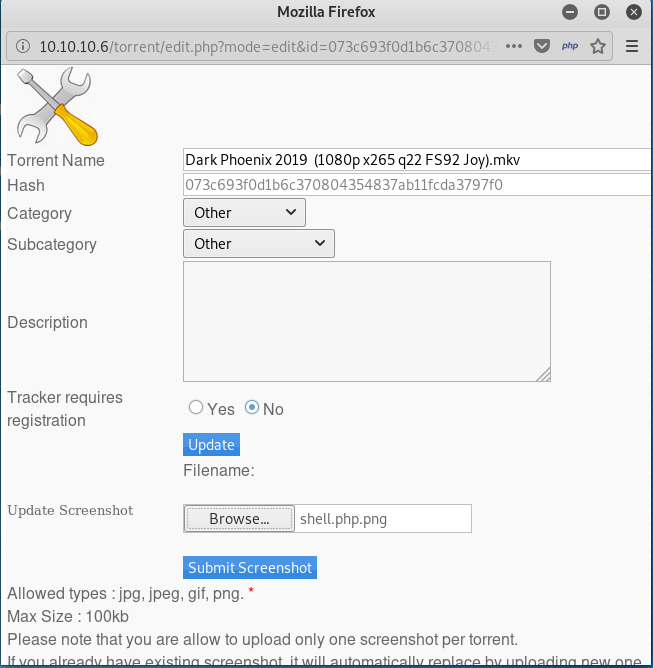 Mozilla Firefox
10.10.10.6/torrent/edit.php?mode=edit&id=073c693f0d1b6c3708043 php
Torrent Name Dark Phoenix 2019 (1080p x265 q22 FS92 Joy).mkv
Hash 073c693f0d1b6c370804354837ab11fcda3797f0
Category Other
Subcategory Other
Description
Tracker requires
registration Yes No
Update
Filename:
Update Screenshot Browse... shell.php.png
Submit Screenshot
Allowed types : jpg, jpeg, gif, png. *
Max Size : 100kb
Please note that you are allow to upload only one screenshot per torrent.
If you already have existing screenshot, it will automatically replace by uploading new one